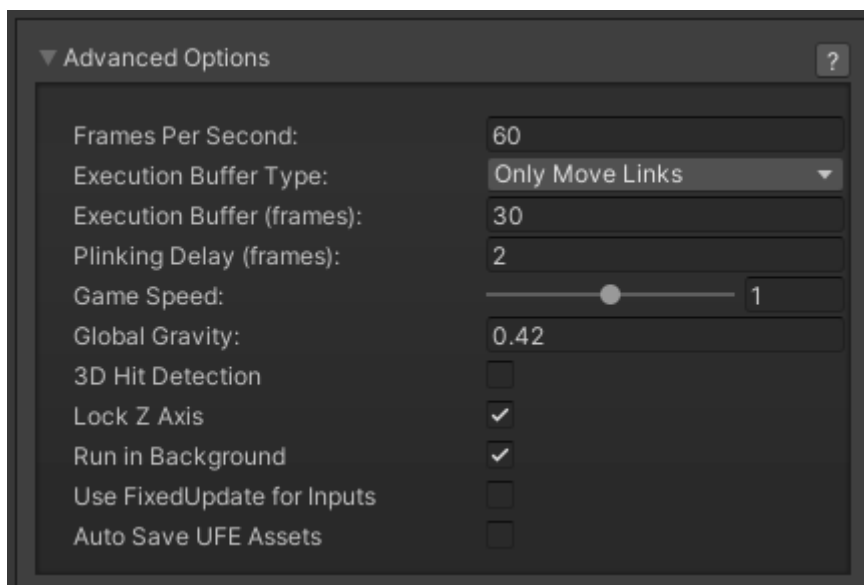 Advanced Options
?
Frames Per Second: 60
Execution Buffer Type: Only Move Links
Execution Buffer (frames): 30
Plinking Delay (frames): 2
Game Speed: 1
Global Gravity: 0.42
3D Hit Detection
Lock Z Axis
Run in Background
Use FixedUpdate for Inputs
Auto Save UFE Assets